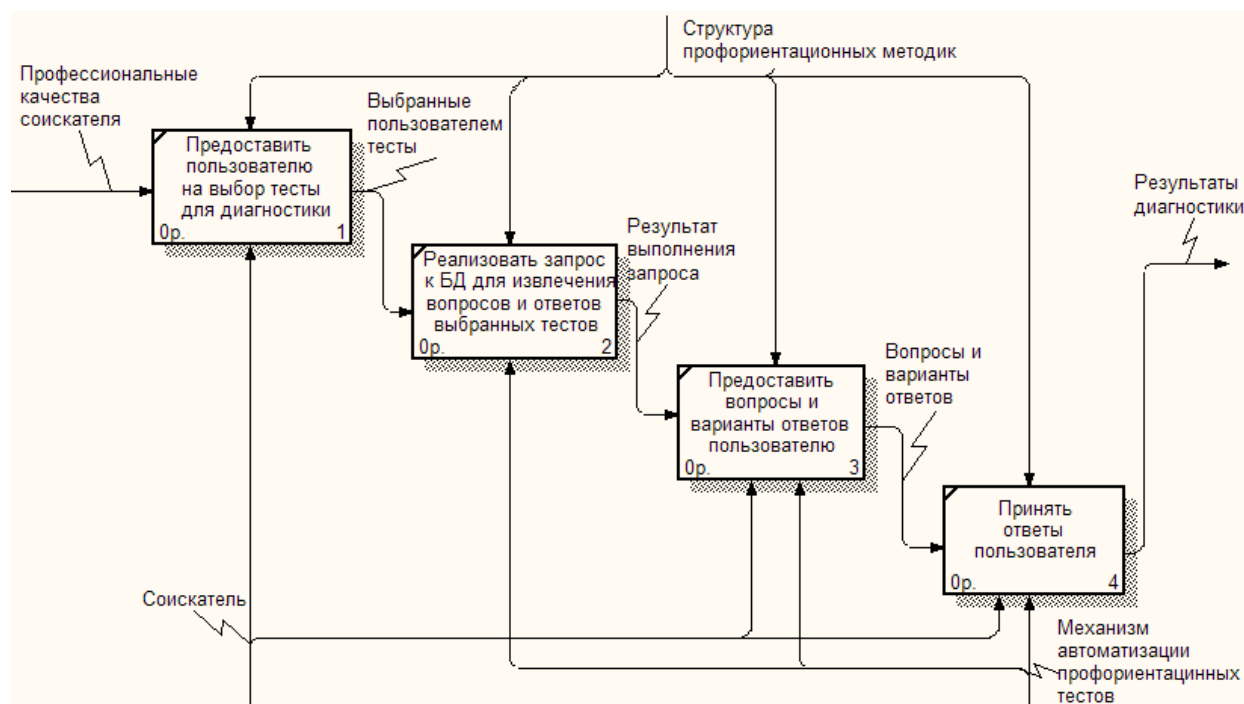 Структура
профориентационных методик
Профессиональные
качества
соискателя
Выбранные
пользователем
тесты
Предоставить
пользователю
на выбор тесты
для диагностики
0р. 1
Результаты
диагностики
Результат
выполнения
запроса
Реализовать запрос
к БД для извлечения
вопросов и ответов
выбранных тестов
0р. 2
Вопросы и
варианты
ответов
Предоставить
вопросы и
варианты ответов
пользователю
0р. 3
Принять
ответы
пользователя
0р. 4
Соискатель
Механизм
автоматизации
профориентацинных
тестов